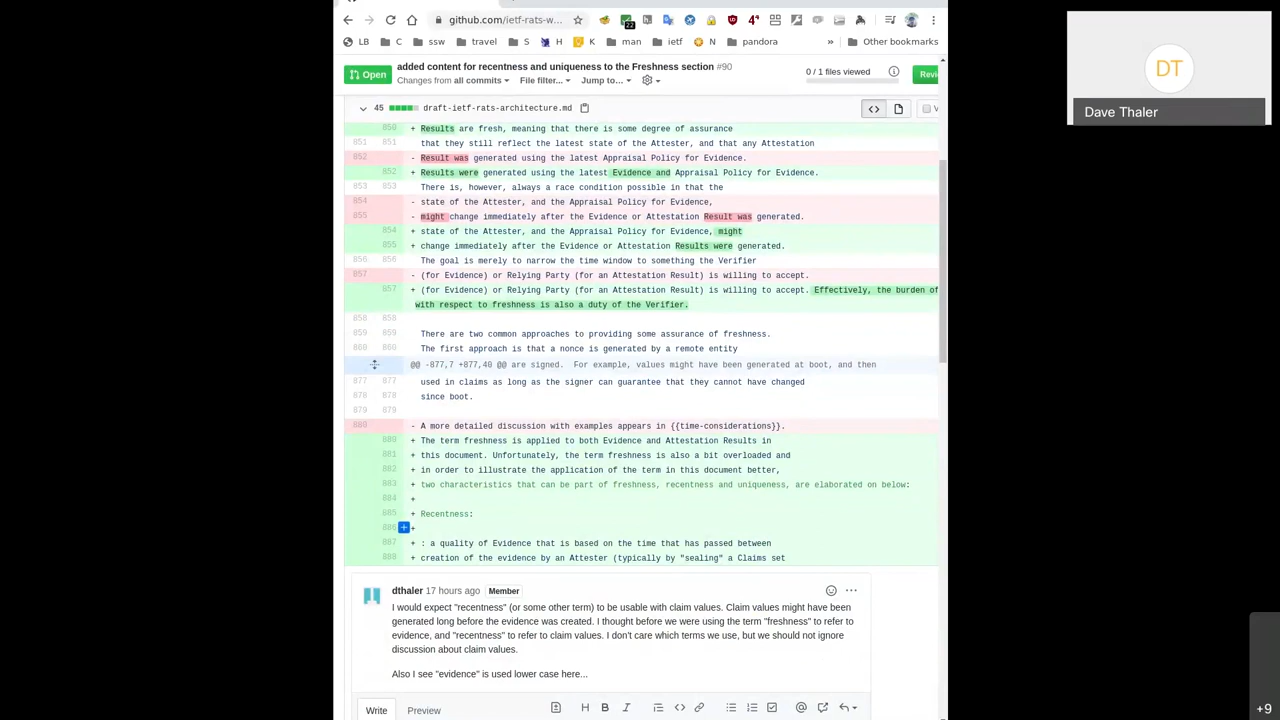 github.com/ietf-rats-w...
22
LB
C
ssw
travel
S
H
K
man
ietf
N
pandora
»
Other bookmarks
Open
added content for recentness and uniqueness to the Freshness section #90
Changes from all commits
File filter...
Jump to...
0 / 1 files viewed
45
draft-ietf-rats-architecture.md
850 + Results are fresh, meaning that there is some degree of assurance
851 851 that they still reflect the latest state of the Attester, and that any Attestation
852 - Result was generated using the latest Appraisal Policy for Evidence.
852 + Results were generated using the latest Evidence and Appraisal Policy for Evidence.
853 853 There is, however, always a race condition possible in that the
854 - state of the Attester, and the Appraisal Policy for Evidence,
855 - might change immediately after the Evidence or Attestation Result was generated.
854 + state of the Attester, and the Appraisal Policy for Evidence, might
855 + change immediately after the Evidence or Attestation Results were generated.
856 856 The goal is merely to narrow the time window to something the Verifier
857 - (for Evidence) or Relying Party (for an Attestation Result) is willing to accept.
857 + (for Evidence) or Relying Party (for an Attestation Result) is willing to accept. Effectively, the burden of
with respect to freshness is also a duty of the Verifier.
858 858
859 859 There are two common approaches to providing some assurance of freshness.
860 860 The first approach is that a nonce is generated by a remote entity
@@ -877,7 +877,40 @@ are signed. For example, values might have been generated at boot, and then
877 877 used in claims as long as the signer can guarantee that they cannot have changed
878 878 since boot.
879 879
880 - A more detailed discussion with examples appears in {{time-considerations}}.
880 + The term freshness is applied to both Evidence and Attestation Results in
881 + this document. Unfortunately, the term freshness is also a bit overloaded and
882 + in order to illustrate the application of the term in this document better,
883 + two characteristics that can be part of freshness, recentness and uniqueness, are elaborated on below:
884 +
885 + Recentness:
886 +
887 + : a quality of Evidence that is based on the time that has passed between
888 + creation of the evidence by an Attester (typically by "sealing" a Claims set
dthaler 17 hours ago Member
I would expect "recentness" (or some other term) to be usable with claim values. Claim values might have been
generated long before the evidence was created. I thought before we were using the term "freshness" to refer to
evidence, and "recentness" to refer to claim values. I don't care which terms we use, but we should not ignore
discussion about claim values.
Also I see "evidence" is used lower case here...
Write
Preview
DT
Dave Thaler
+9